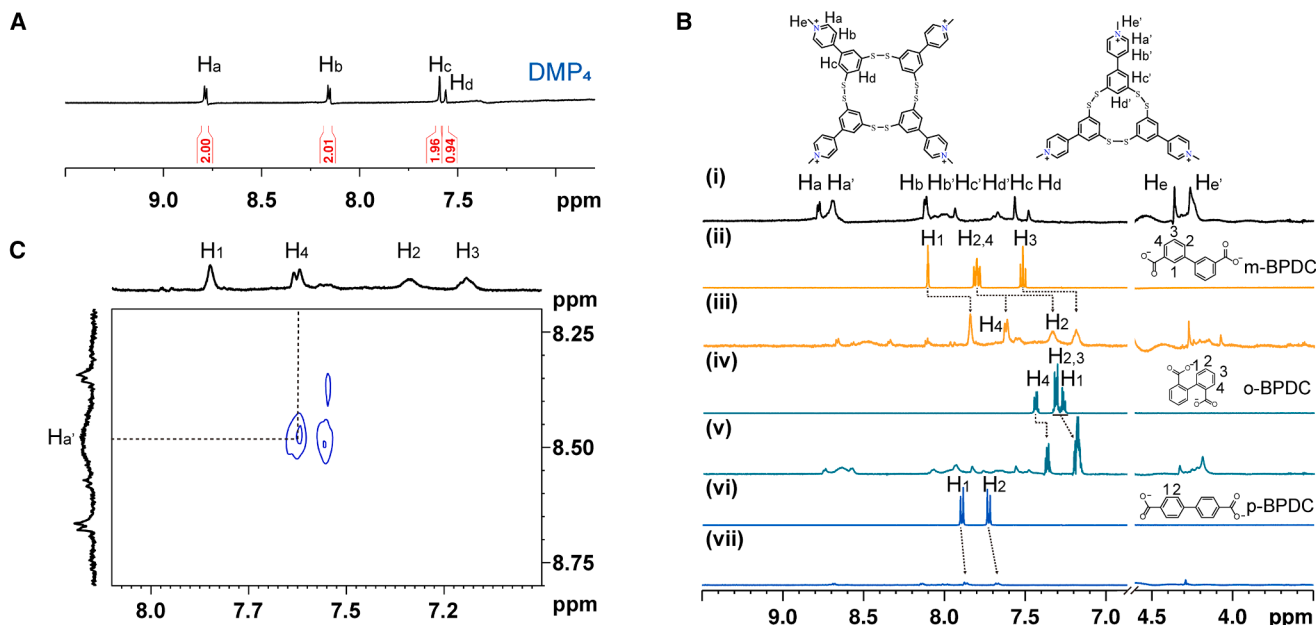 A
Ha
Hb
Hc
Hd
DMP₄
2.00
2.01
1.96
0.94
9.0 8.5 8.0 7.5 ppm
C
H1 H4 H2 H3
ppm
8.25
Ha'
8.50
8.75
8.0 7.7 7.5 7.2 ppm
B
He
+
N
Ha
Hb
Hc
Hd
S–S
S
S
S
S
S–S
N
+
N
+
N
+
He'
+
N
Ha'
Hb'
Hc'
Hd'
S
S
S
S
S–S
N
+
N
+
(i)
Ha Ha' Hb Hb' Hc' Hd' Hc Hd He He'
(ii)
H1 H2,4 H3
3
4 2
1
O
O⁻
O
O⁻
m-BPDC
(iii)
H4 H2
(iv)
H2,3
H4 H1
O
O⁻
1
2
3
4
O⁻
O
o-BPDC
(v)
(vi)
H1 H2
O⁻
O
1 2
O
O⁻
p-BPDC
(vii)
9.0 8.5 8.0 7.5 7.0 4.5 4.0 ppm